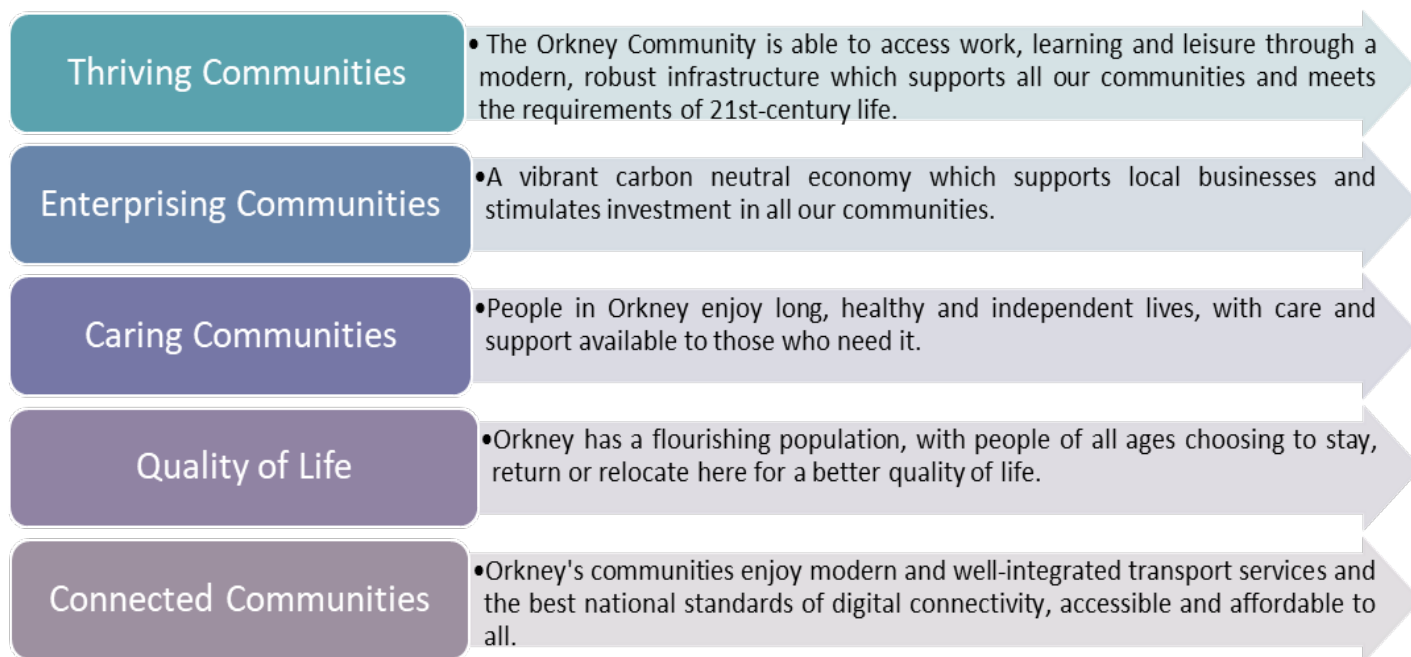 Thriving Communities
• The Orkney Community is able to access work, learning and leisure through a
modern, robust infrastructure which supports all our communities and meets
the requirements of 21st-century life.
Enterprising Communities
•A vibrant carbon neutral economy which supports local businesses and
stimulates investment in all our communities.
Caring Communities
•People in Orkney enjoy long, healthy and independent lives, with care and
support available to those who need it.
Quality of Life
•Orkney has a flourishing population, with people of all ages choosing to stay,
return or relocate here for a better quality of life.
Connected Communities
•Orkney's communities enjoy modern and well-integrated transport services and
the best national standards of digital connectivity, accessible and affordable to
all.